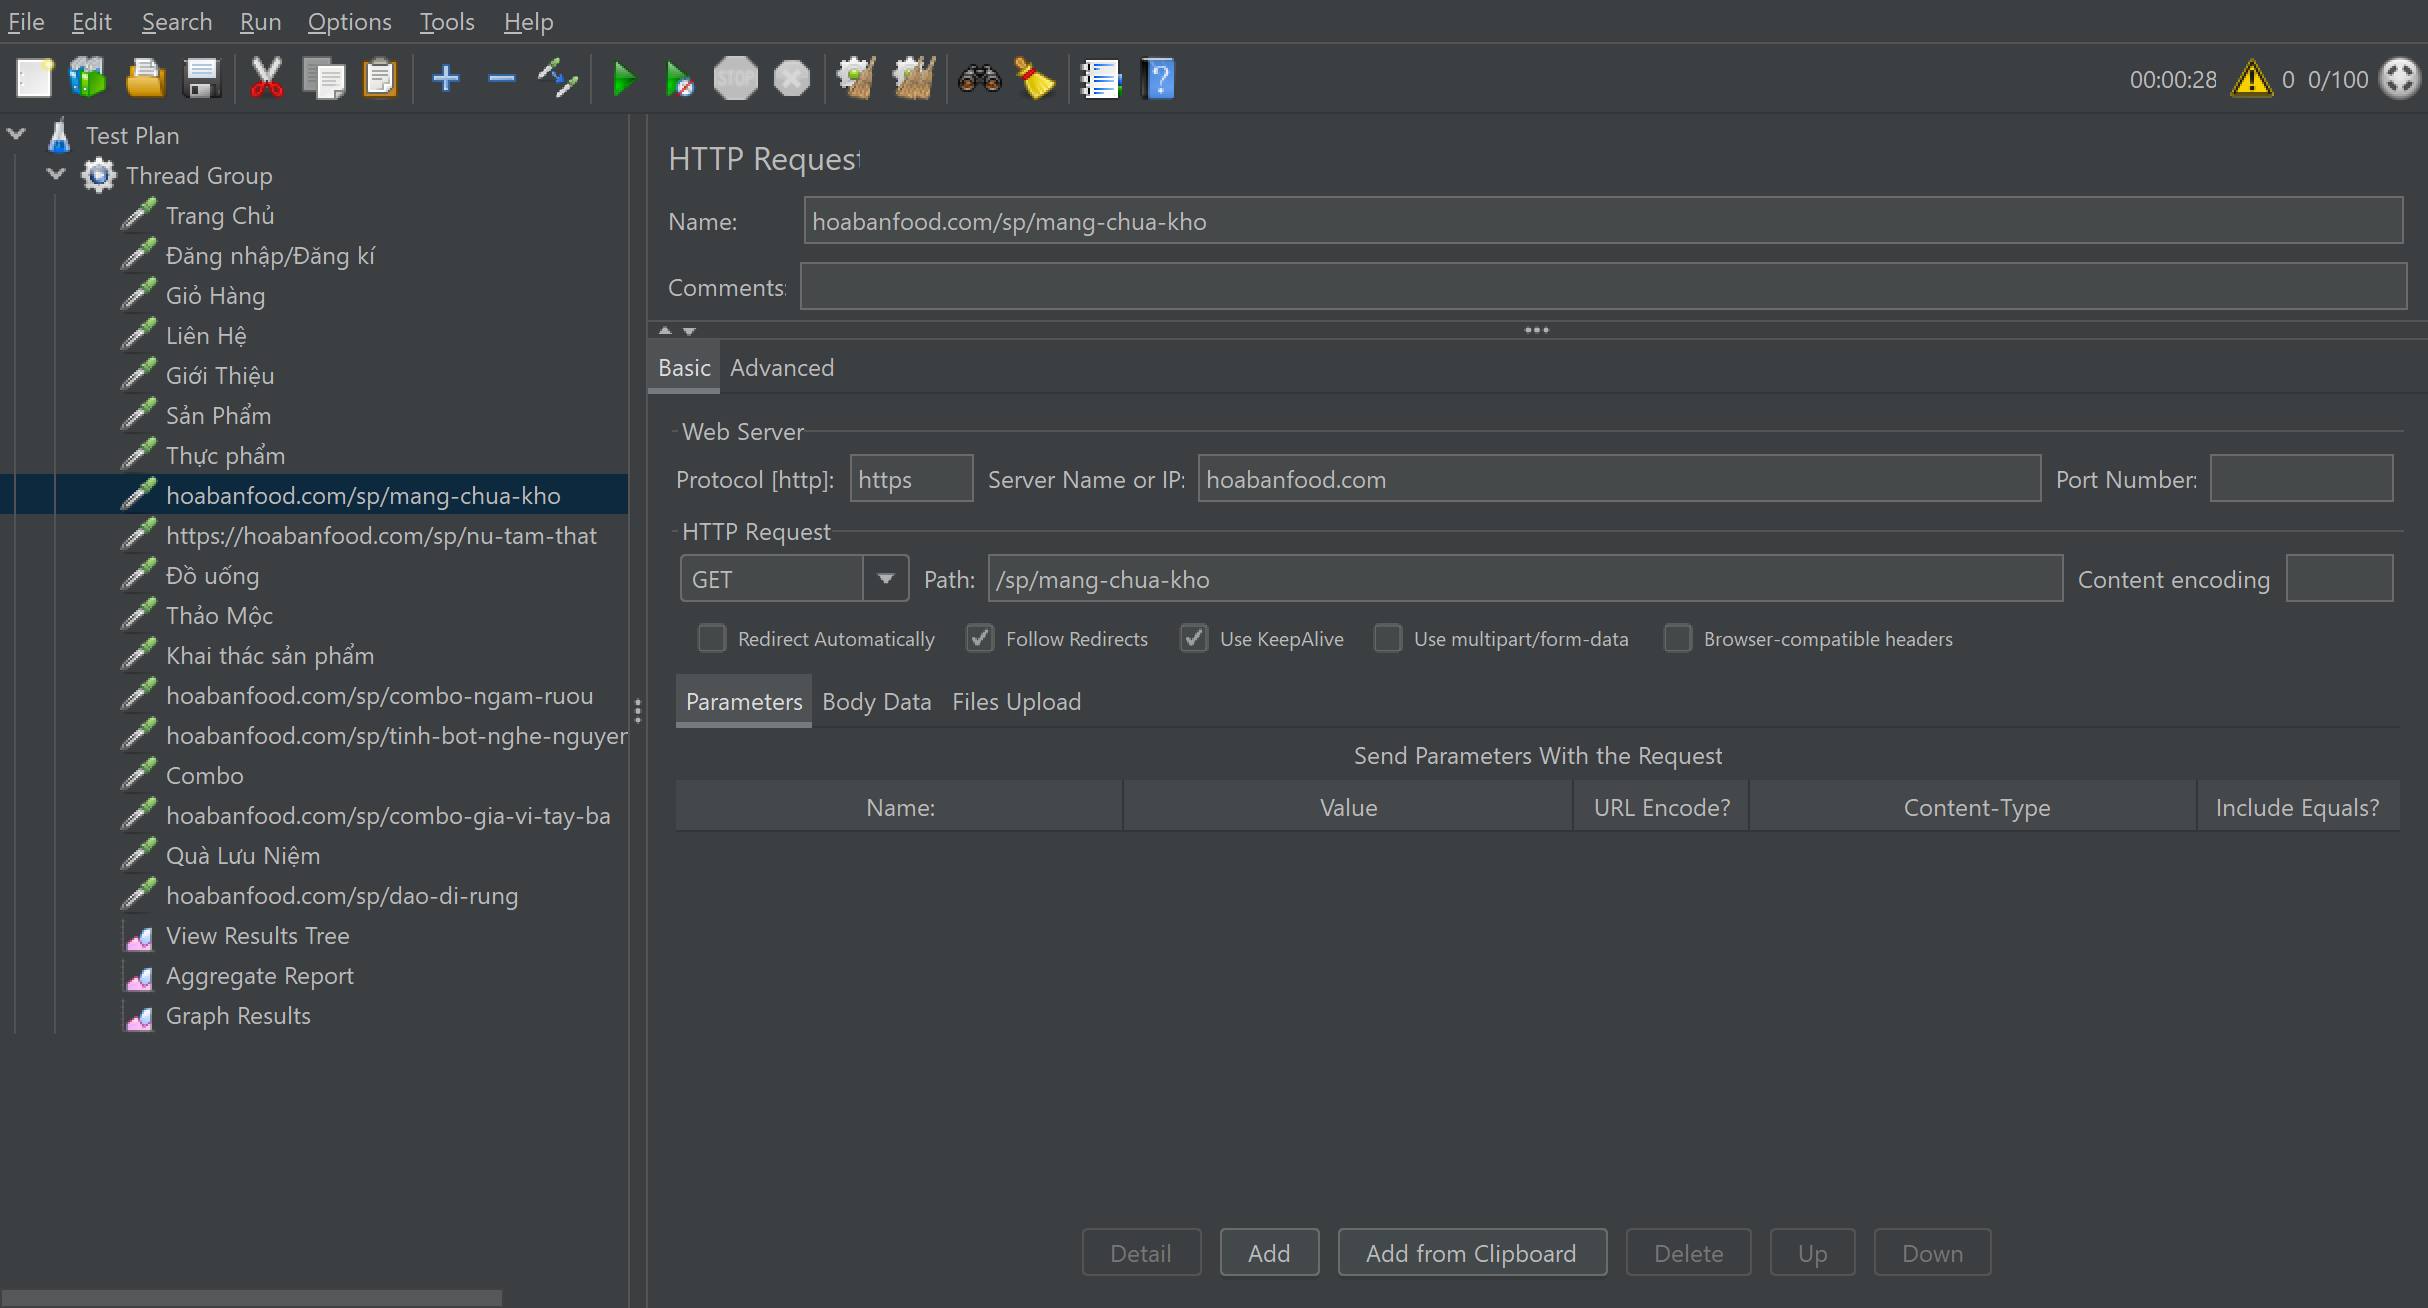 File Edit Search Run Options Tools Help
STOP
00:00:28 0 0/100
Test Plan
Thread Group
Trang Chủ
Đăng nhập/Đăng kí
Giỏ Hàng
Liên Hệ
Giới Thiệu
Sản Phẩm
Thực phẩm
hoabanfood.com/sp/mang-chua-kho
https://hoabanfood.com/sp/nu-tam-that
Đồ uống
Thảo Mộc
Khai thác sản phẩm
hoabanfood.com/sp/combo-ngam-ruou
hoabanfood.com/sp/tinh-bot-nghe-nguyer
Combo
hoabanfood.com/sp/combo-gia-vi-tay-ba
Quà Lưu Niệm
hoabanfood.com/sp/dao-di-rung
View Results Tree
Aggregate Report
Graph Results
HTTP Request
Name: hoabanfood.com/sp/mang-chua-kho
Comments:
Basic Advanced
Web Server
Protocol [http]: https Server Name or IP: hoabanfood.com Port Number:
HTTP Request
GET Path: /sp/mang-chua-kho Content encoding
Redirect Automatically Follow Redirects Use KeepAlive Use multipart/form-data Browser-compatible headers
Parameters Body Data Files Upload
Send Parameters With the Request
Name: Value URL Encode? Content-Type Include Equals?
Detail Add Add from Clipboard Delete Up Down